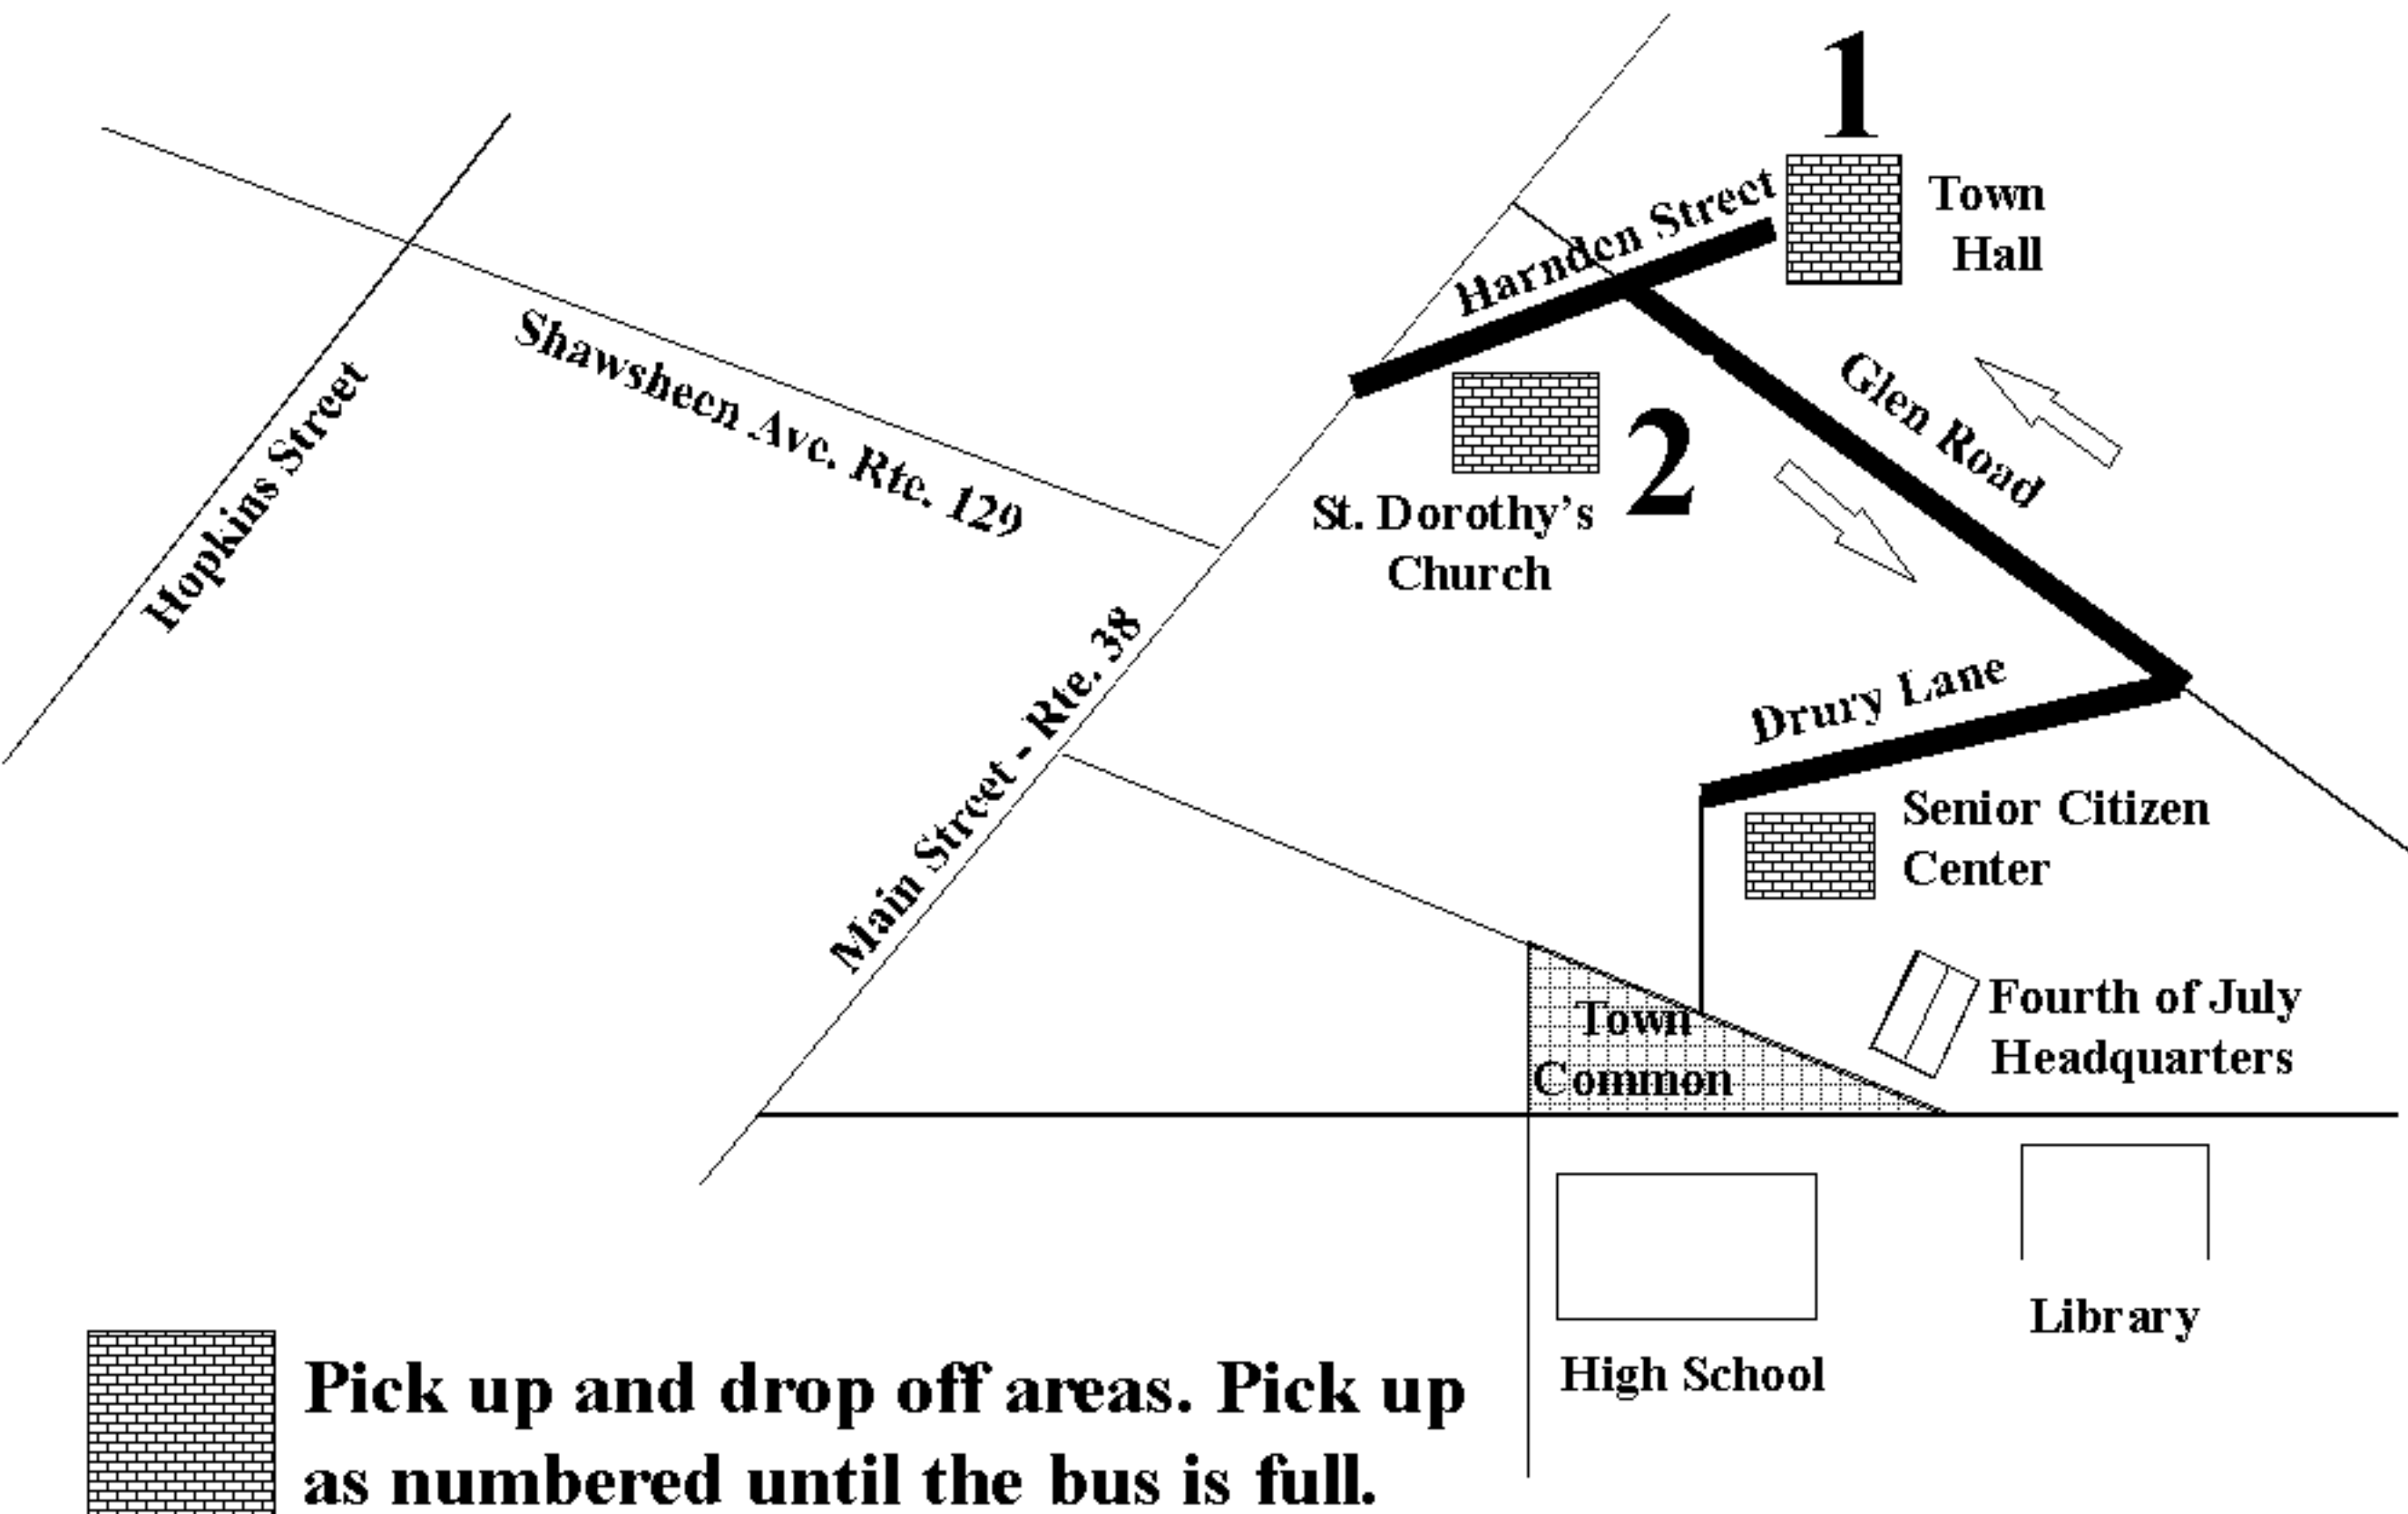 1
Town
Hall
Harnden Street
Shawsheen Ave. Rte. 129
Hopkins Street
Glen Road
2
St. Dorothy's
Church
Main Street - Rte. 38
Drury Lane
Senior Citizen
Center
Fourth of July
Headquarters
Town
Common
Library
High School
Pick up and drop off areas. Pick up
as numbered until the bus is full.